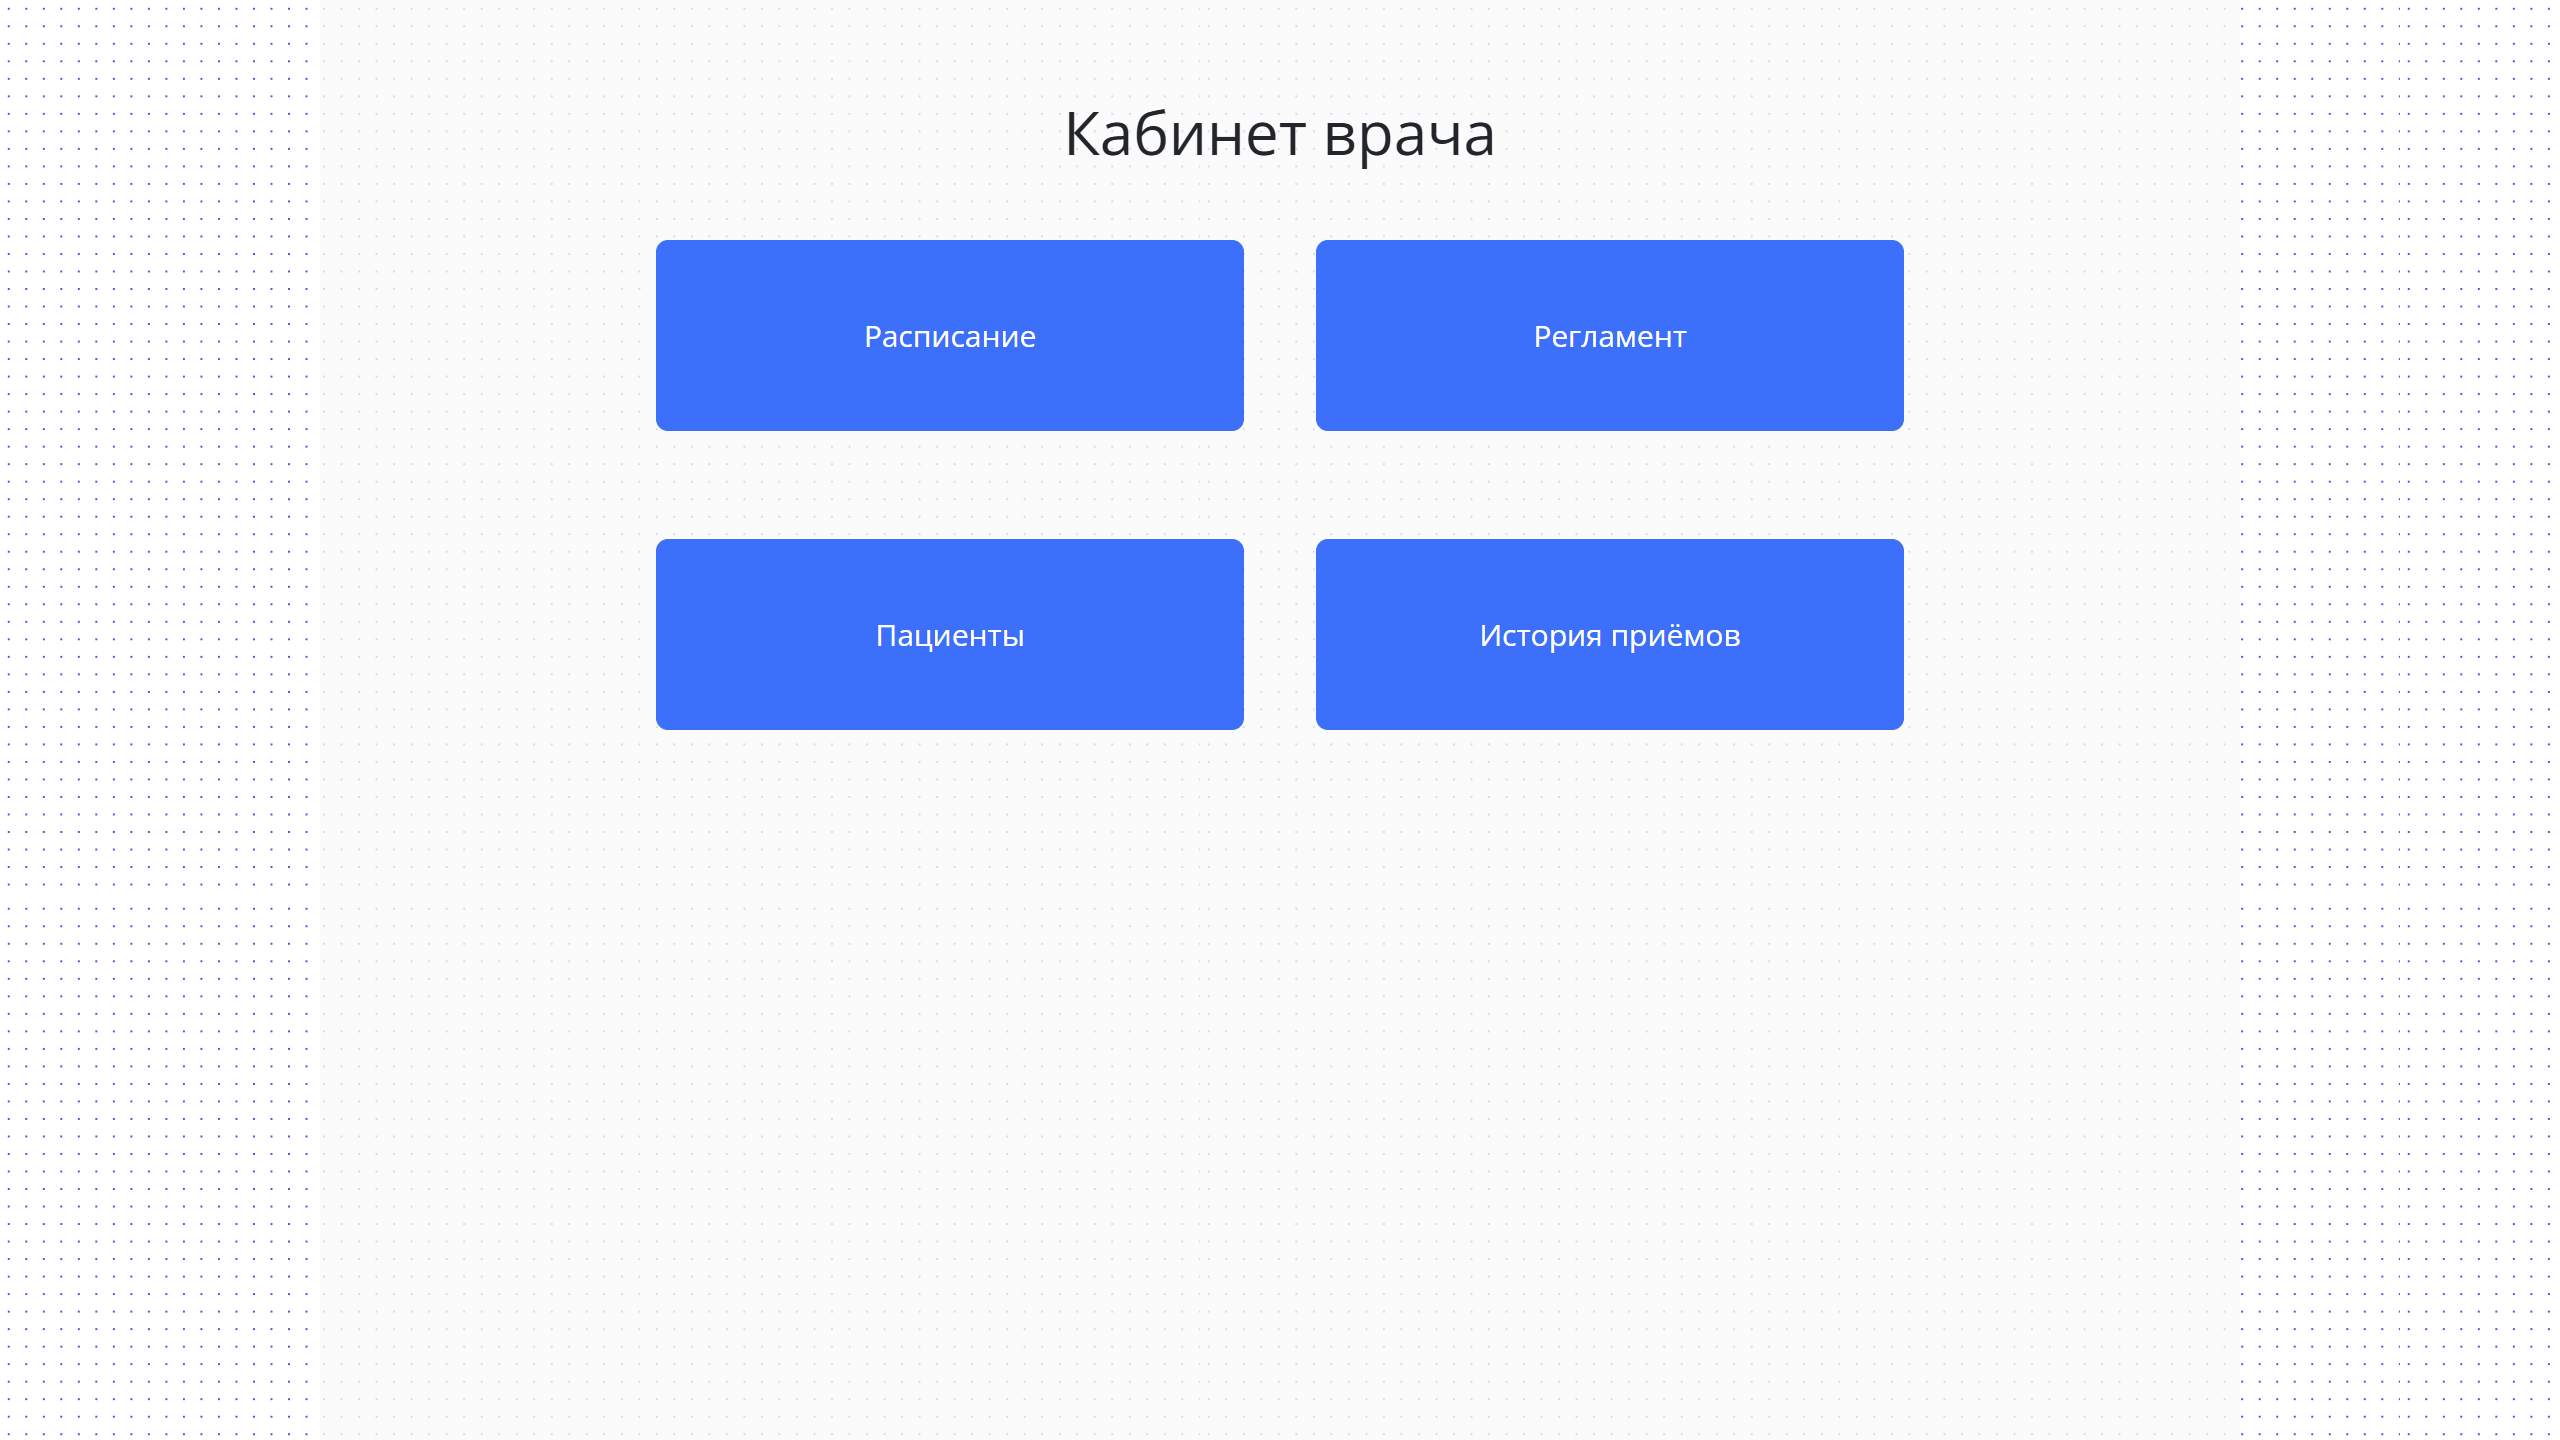 Кабинет врача
Расписание
Регламент
Пациенты
История приёмов